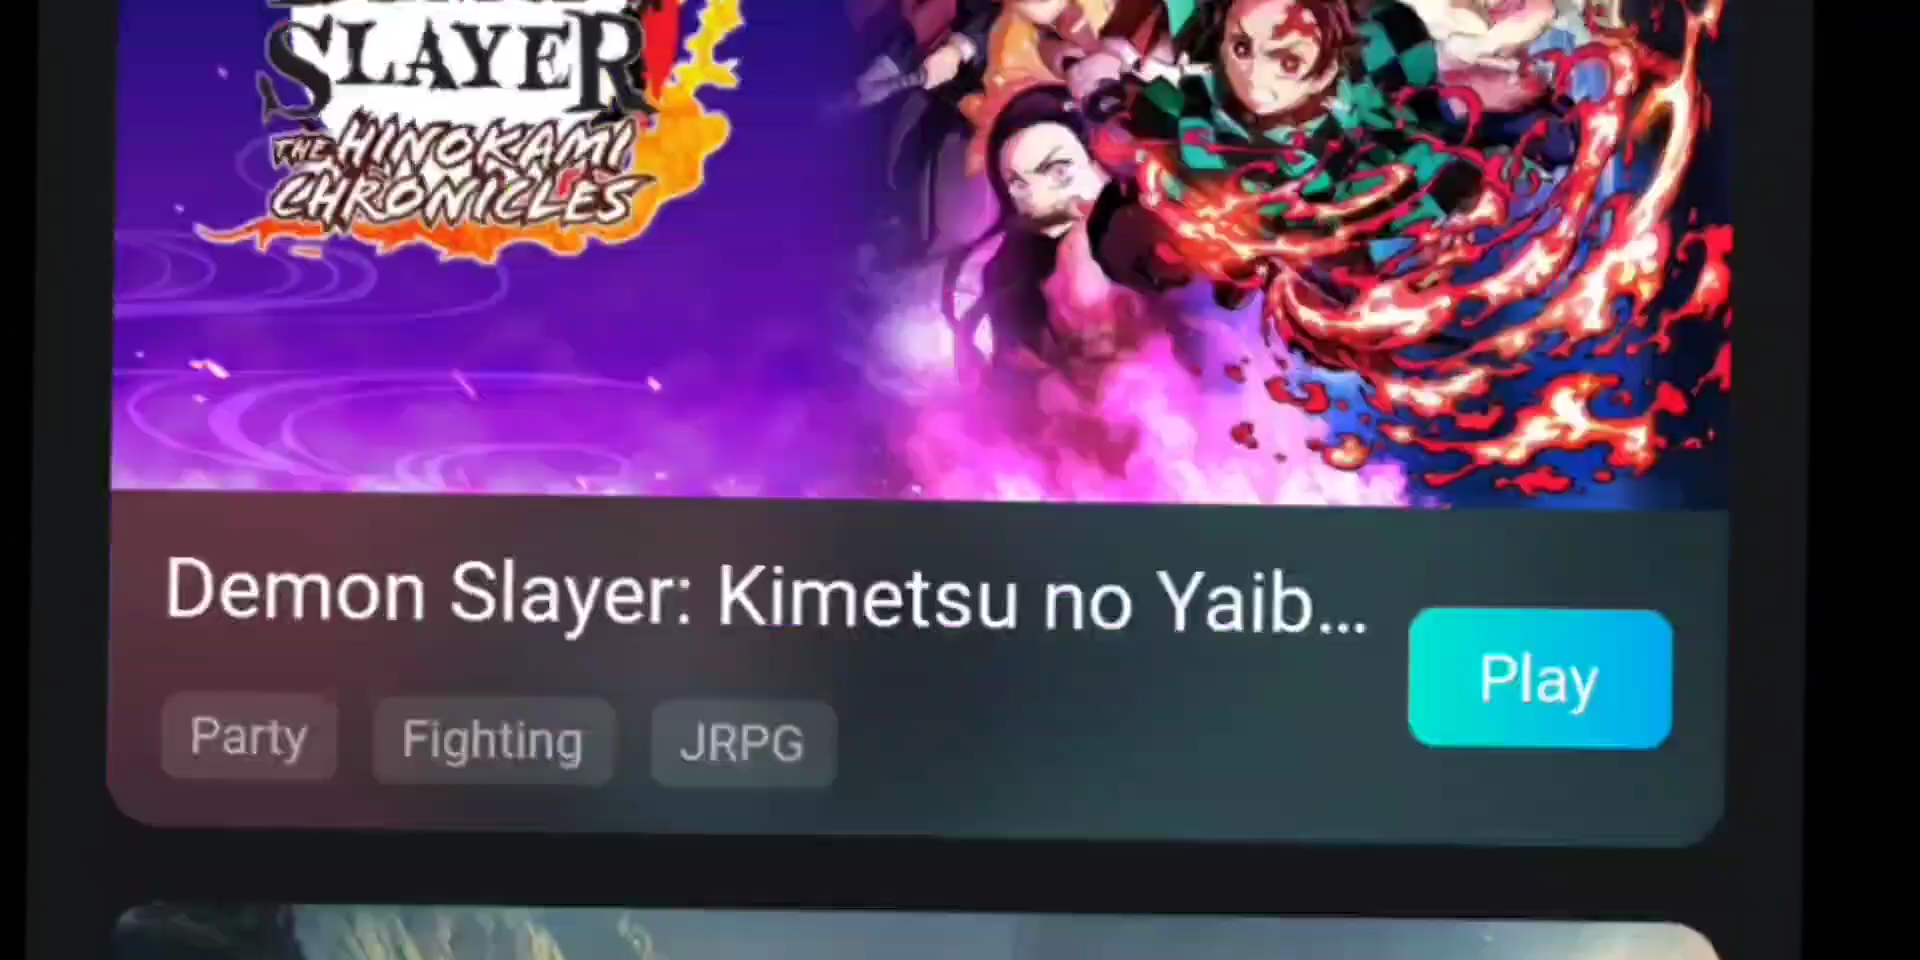 SLAYER
THE HINOKAMI
CHRONICLES
Demon Slayer: Kimetsu no Yaib...
Play
Party
Fighting
JRPG